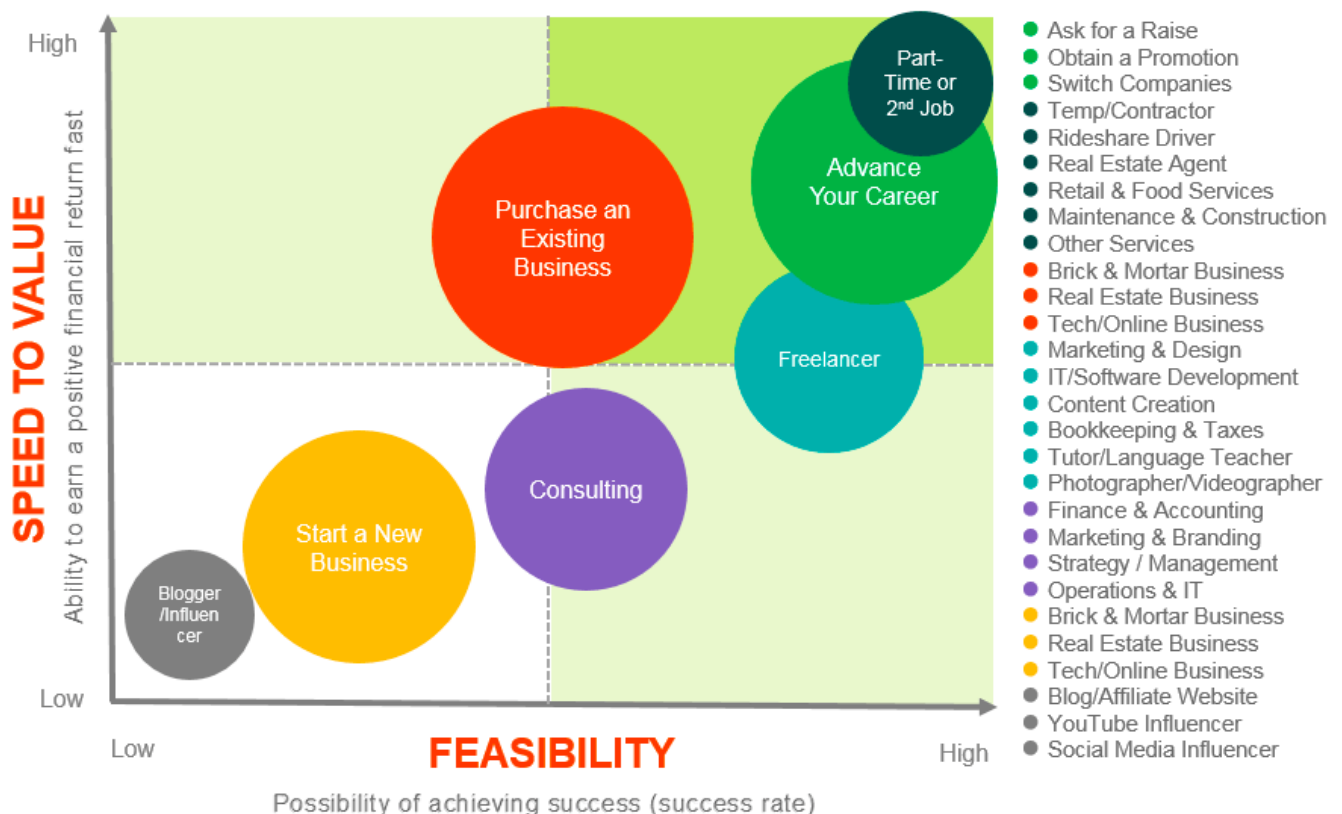 High
SPEED TO VALUE
Ability to earn a positive financial return fast
Low
Part-
Time or
2nd Job
Advance
Your Career
Purchase an
Existing
Business
Freelancer
Consulting
Start a New
Business
Blogger
/Influen
cer
Low
FEASIBILITY
High
Possibility of achieving success (success rate)
Ask for a Raise
Obtain a Promotion
Switch Companies
Temp/Contractor
Rideshare Driver
Real Estate Agent
Retail & Food Services
Maintenance & Construction
Other Services
Brick & Mortar Business
Real Estate Business
Tech/Online Business
Marketing & Design
IT/Software Development
Content Creation
Bookkeeping & Taxes
Tutor/Language Teacher
Photographer/Videographer
Finance & Accounting
Marketing & Branding
Strategy / Management
Operations & IT
Brick & Mortar Business
Real Estate Business
Tech/Online Business
Blog/Affiliate Website
YouTube Influencer
Social Media Influencer